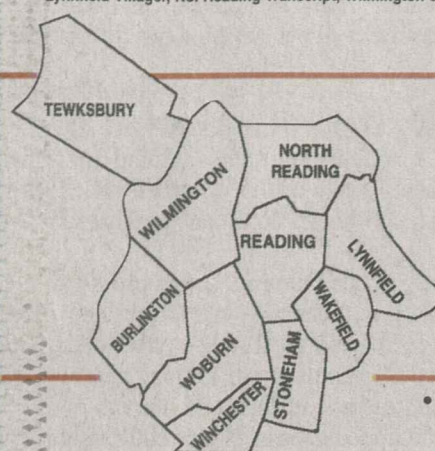 TEWKSBURY
NORTH
READING
WILMINGTON
READING
LYNNFIELD
BURLINGTON
WAKEFIELD
WOBURN
STONEHAM
WINCHESTER